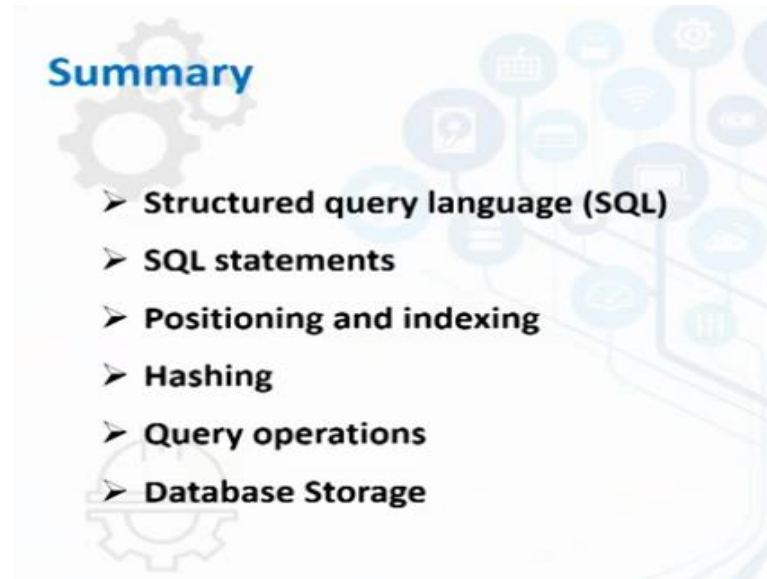 Summary
➢ Structured query language (SQL)
➢ SQL statements
➢ Positioning and indexing
➢ Hashing
➢ Query operations
➢ Database Storage